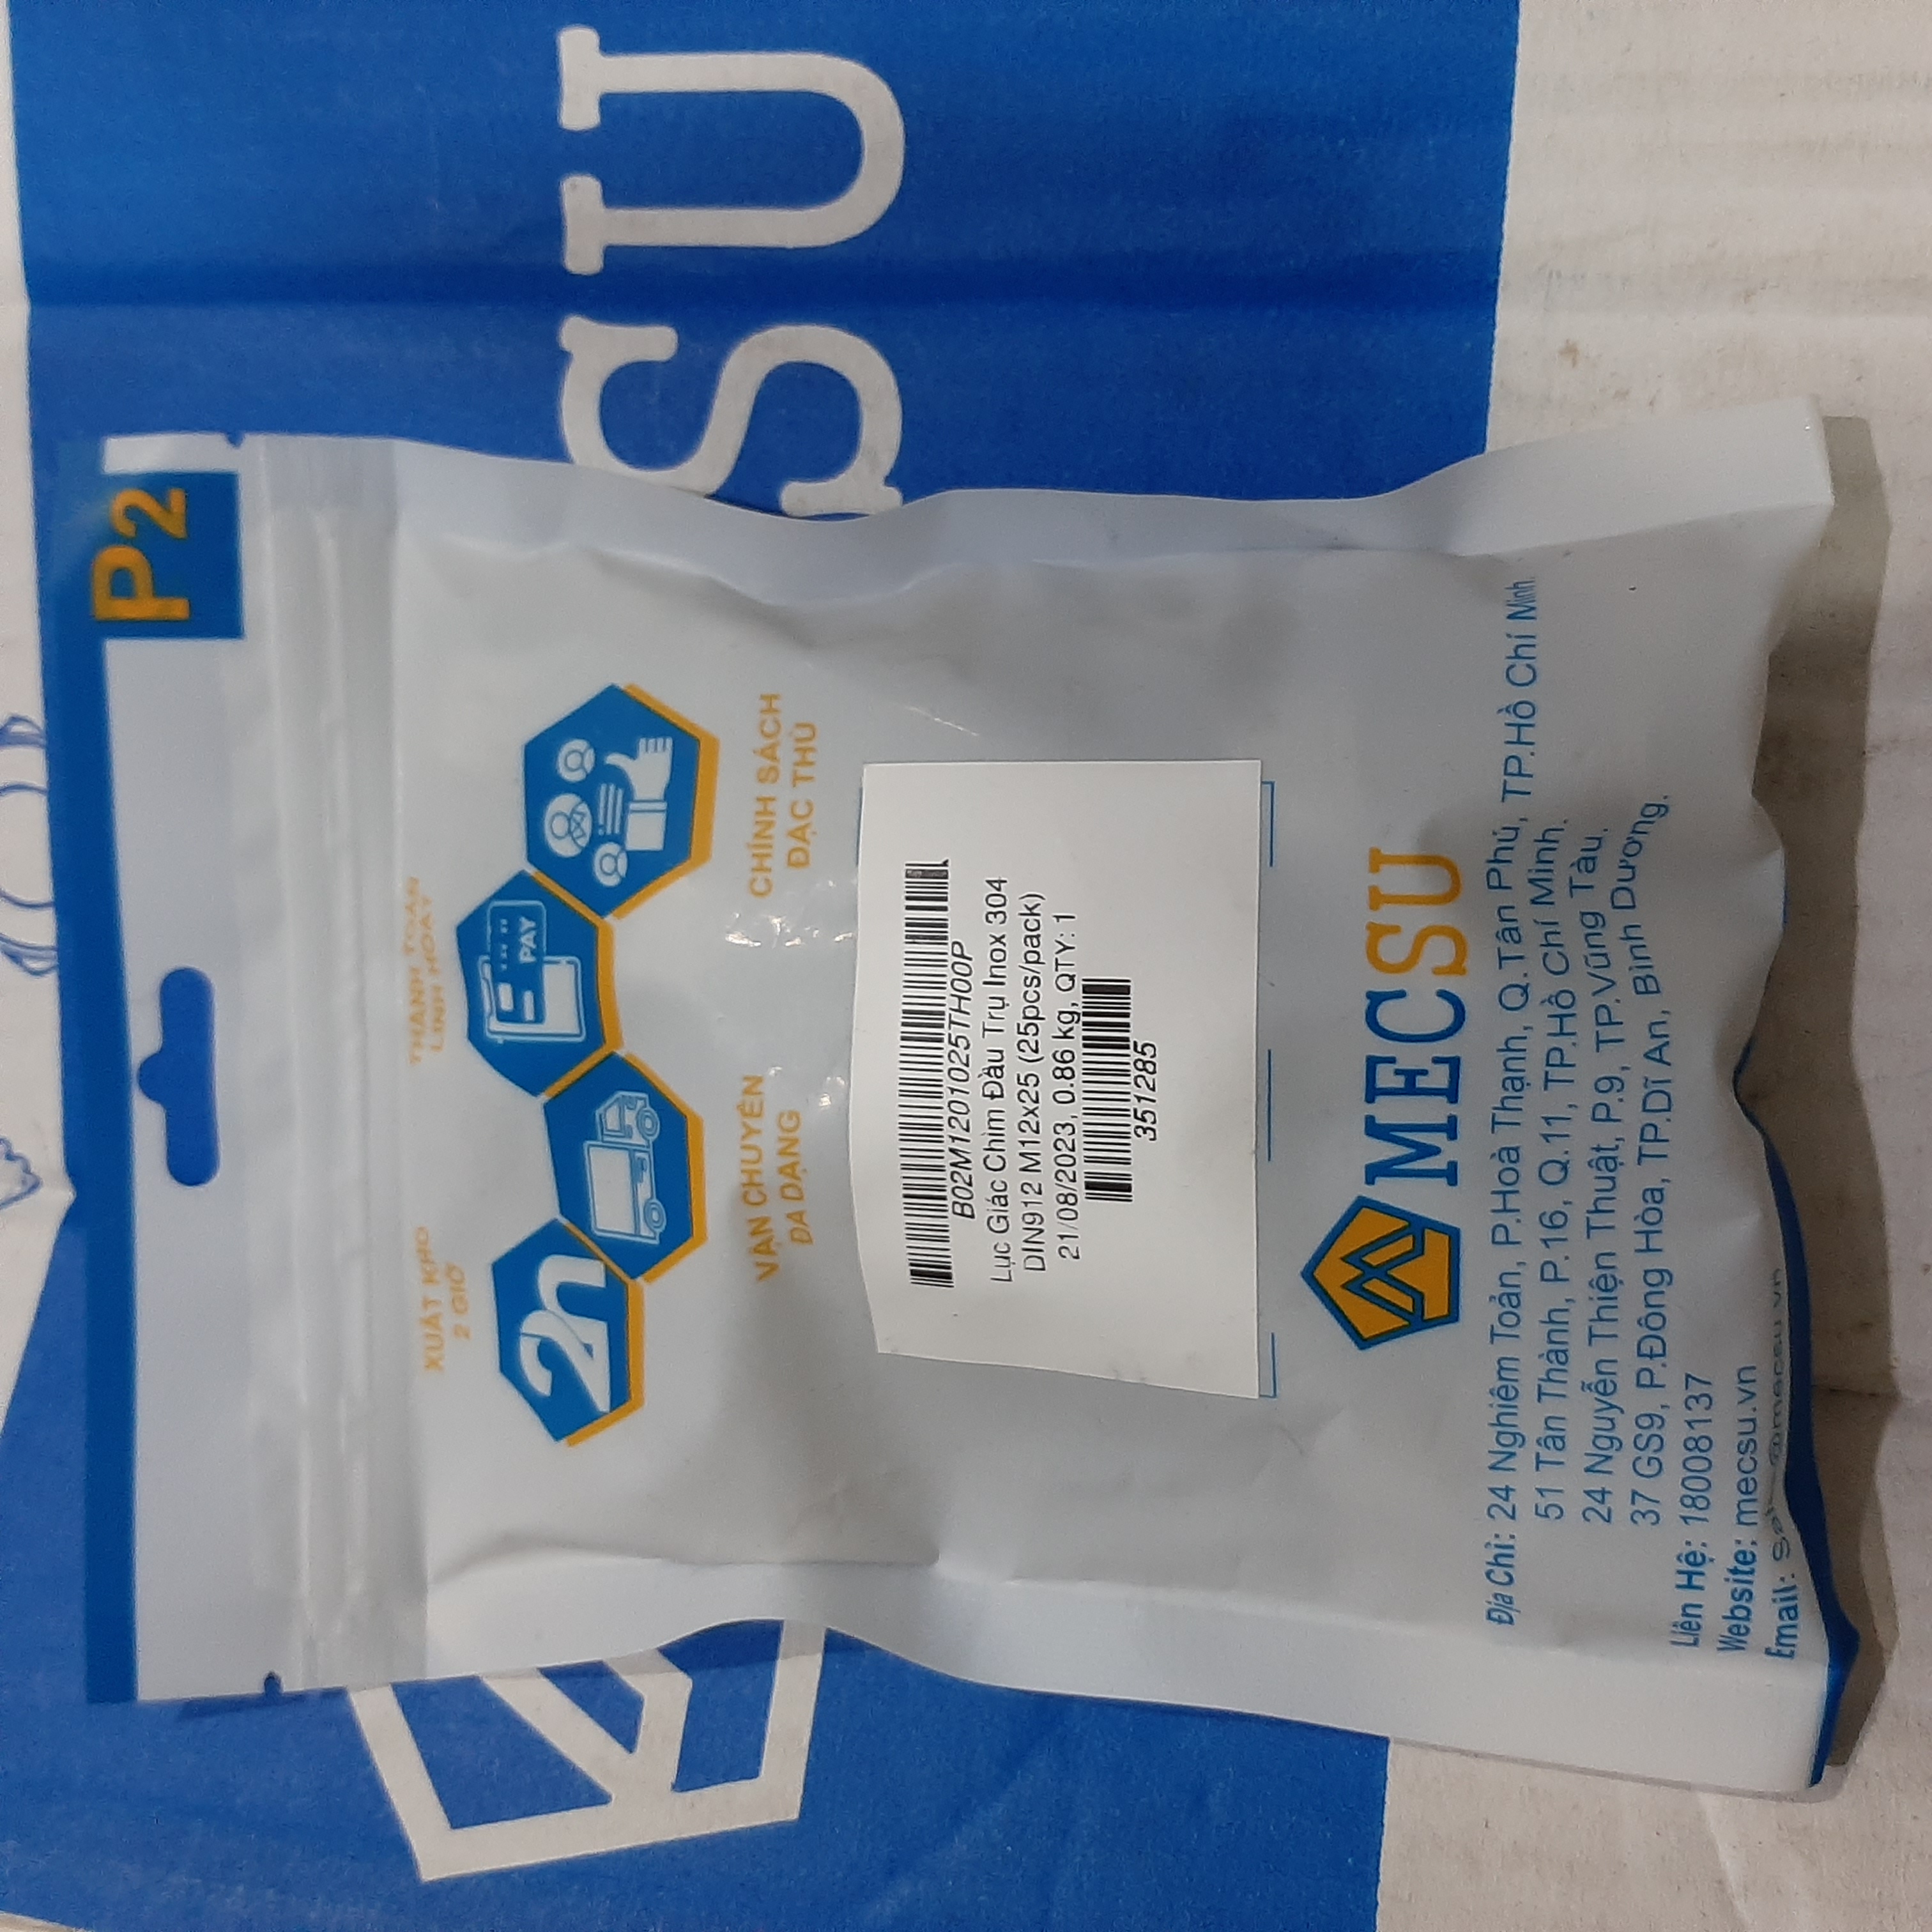 SU
P2
XUẤT KHO
2 GIỜ
THANH TOÁN
LINH HOẠT
2h
PAY
VẬN CHUYỂN
ĐA DẠNG
CHÍNH SÁCH
ĐẶC THÙ
B02M1201025TH00P
Lục Giác Chìm Đầu Trụ Inox 304
DIN912 M12x25 (25pcs/pack)
21/08/2023, 0.86 kg, QTY: 1
351285
MECSU
Địa Chỉ: 24 Nghiêm Toản, P.Hoà Thạnh, Q.Tân Phú, TP.Hồ Chí Minh.
51 Tân Thành, P.16, Q.11, TP.Hồ Chí Minh.
24 Nguyễn Thiện Thuật, P.9, TP.Vũng Tàu.
37 GS9, P.Đông Hòa, TP.Dĩ An, Bình Dương.
Liên Hệ: 18008137
Website: mecsu.vn
Email: @mecsu.vn